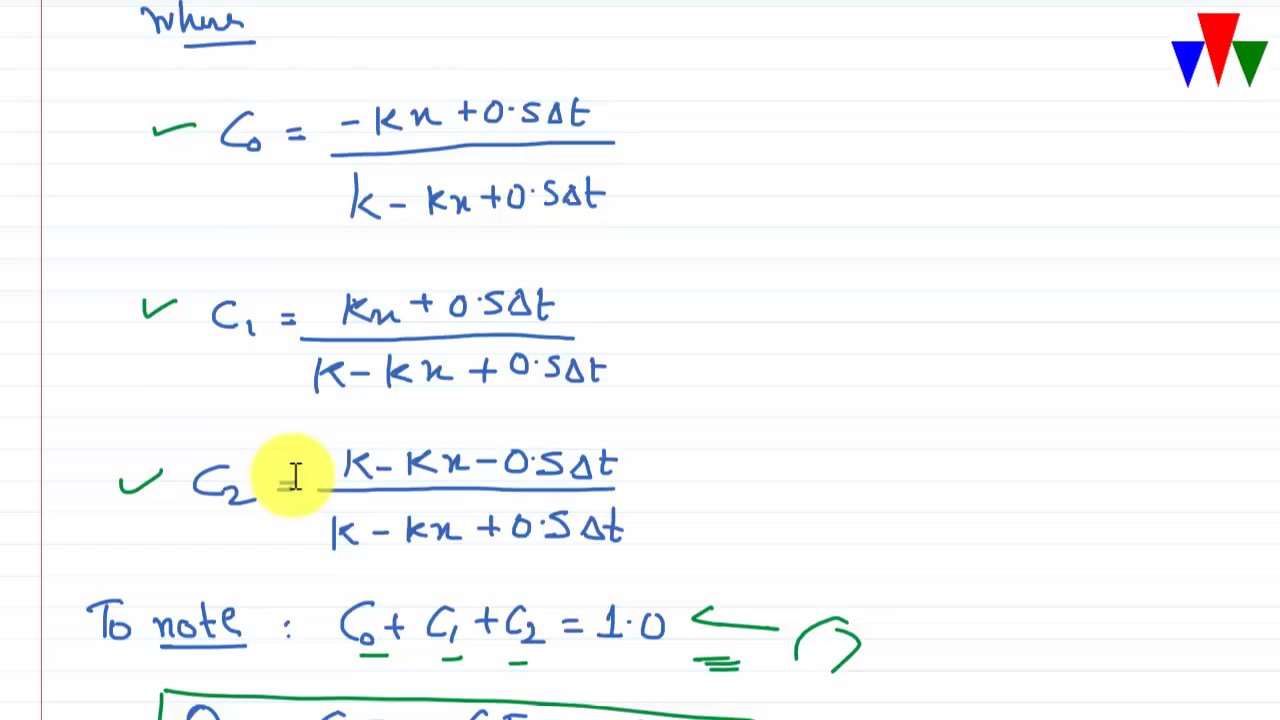 where
C₀ = (-Kx + 0.5Δt) / (K - Kx + 0.5Δt)
C₁ = (Kx + 0.5Δt) / (K - Kx + 0.5Δt)
C₂ = (K - Kx - 0.5Δt) / (K - Kx + 0.5Δt)
To note : C₀ + C₁ + C₂ = 1.0